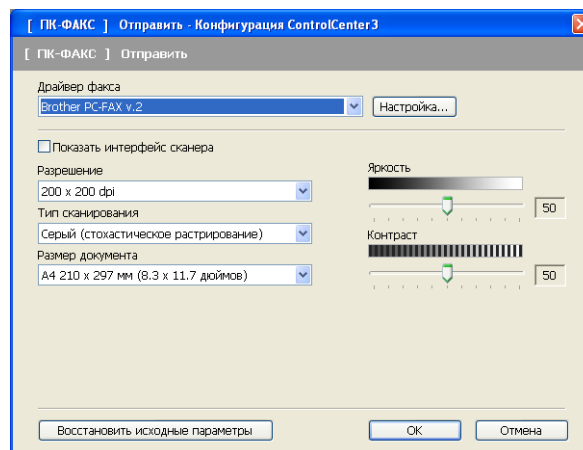 [ ПК-ФАКС ] Отправить - Конфигурация ControlCenter3
[ ПК-ФАКС ] Отправить
Драйвер факса
Brother PC-FAX v.2
Настройка...
Показать интерфейс сканера
Разрешение
200 x 200 dpi
Тип сканирования
Серый (стохастическое растрирование)
Размер документа
A4 210 x 297 мм (8.3 x 11.7 дюймов)
Яркость
50
Контраст
50
Восстановить исходные параметры
OK
Отмена